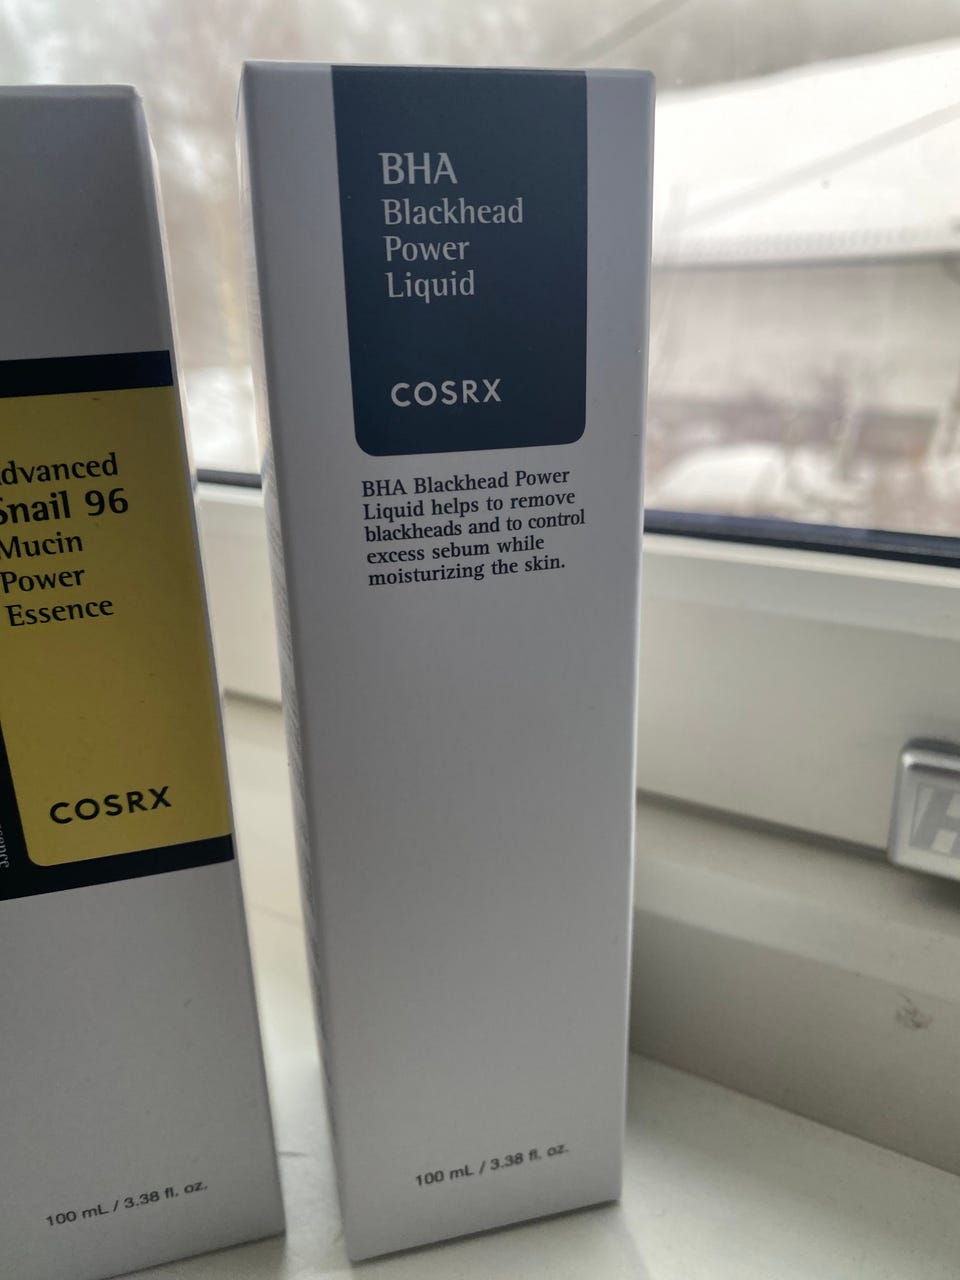 BHA
Blackhead
Power
Liquid
COSRX
BHA Blackhead Power
Liquid helps to remove
blackheads and to control
excess sebum while
moisturizing the skin.
100 mL / 3.38 fl. oz.
dvanced
Snail 96
Mucin
Power
Essence
COSRX
100 mL / 3.38 fl. oz.